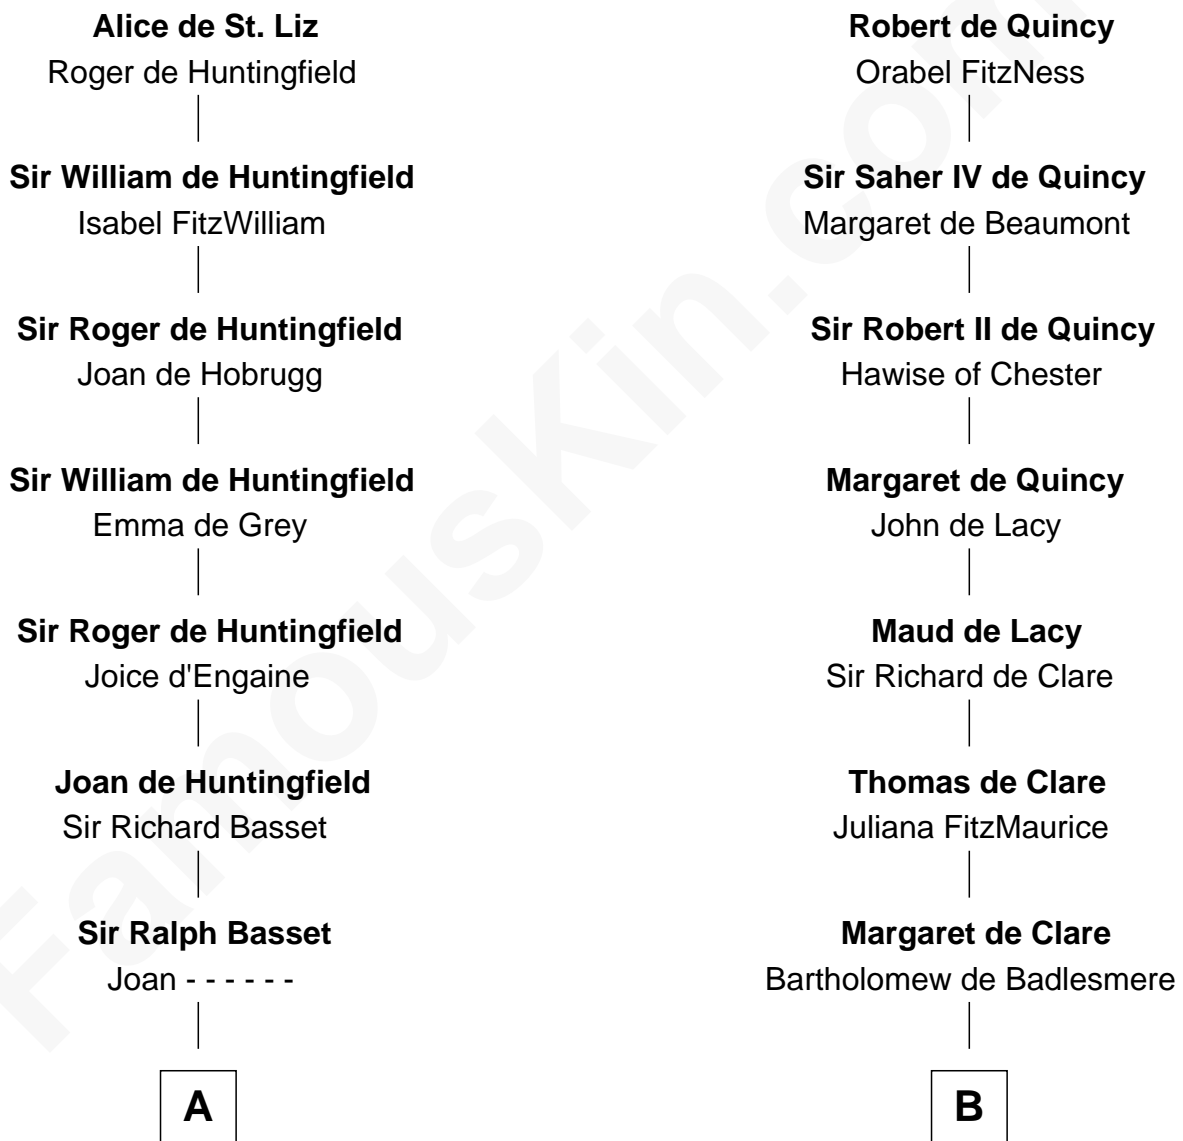 Alice de St. Liz
Roger de Huntingfield
Sir William de Huntingfield
Isabel FitzWilliam
Sir Roger de Huntingfield
Joan de Hobrugg
Sir William de Huntingfield
Emma de Grey
Sir Roger de Huntingfield
Joice d'Engaine
Joan de Huntingfield
Sir Richard Basset
Sir Ralph Basset
Joan - - - - - -
A
Robert de Quincy
Orabel FitzNess
Sir Saher IV de Quincy
Margaret de Beaumont
Sir Robert II de Quincy
Hawise of Chester
Margaret de Quincy
John de Lacy
Maud de Lacy
Sir Richard de Clare
Thomas de Clare
Juliana FitzMaurice
Margaret de Clare
Bartholomew de Badlesmere
B
FamousKin.com